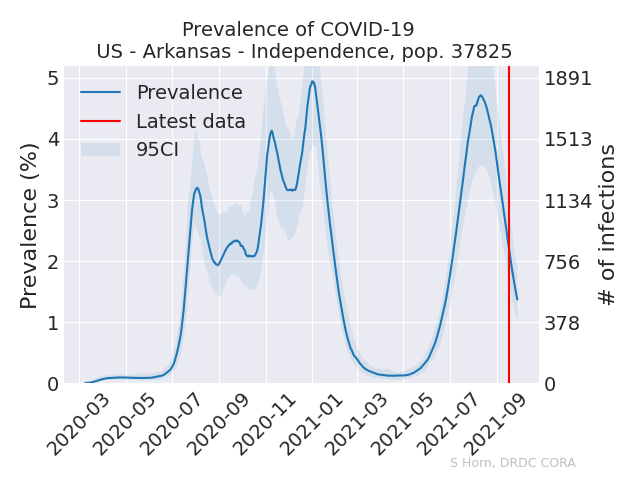 Prevalence of COVID-19
US - Arkansas - Independence, pop. 37825
Prevalence (%)
5
4
3
2
1
0
Prevalence
Latest data
95CI
1891
1513
1134
756
378
0
# of infections
2020-03
2020-05
2020-07
2020-09
2020-11
2021-01
2021-03
2021-05
2021-07
2021-09
S Horn, DRDC CORA